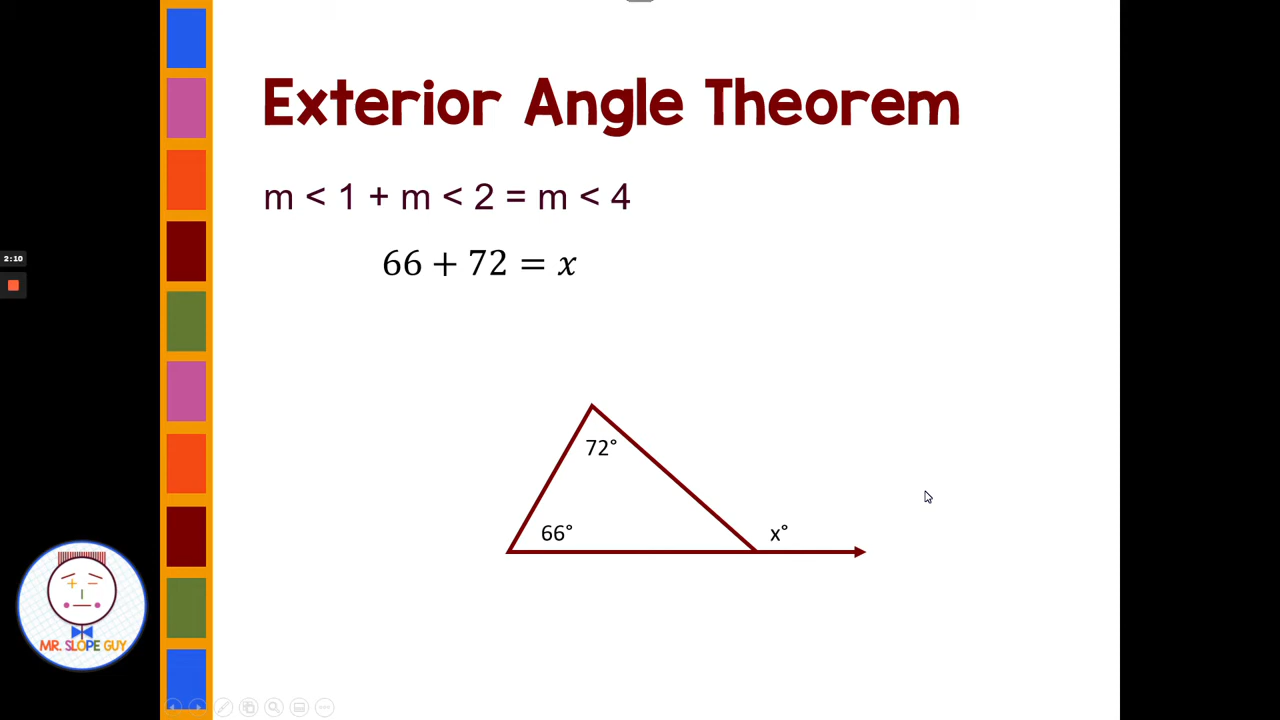 Exterior Angle Theorem
m < 1 + m < 2 = m < 4
66 + 72 = x
2:10
72°
66°
x°
MR. SLOPE GUY